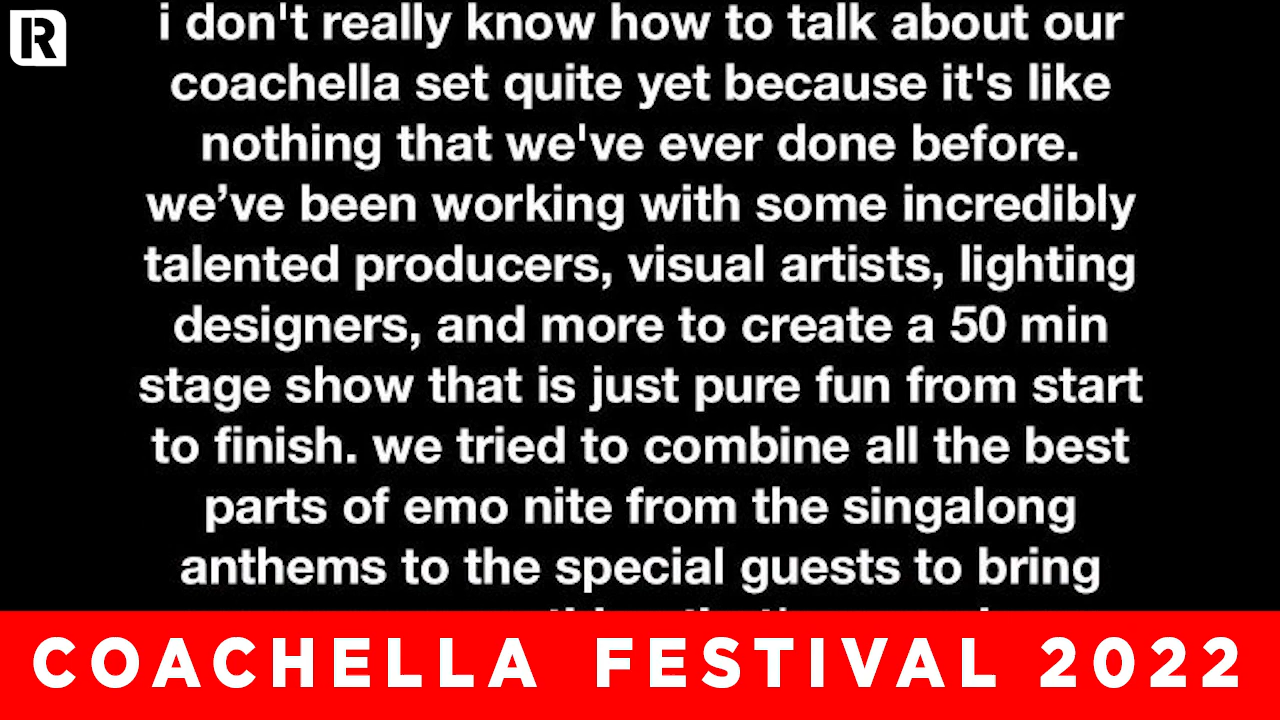 R
i don't really know how to talk about our
coachella set quite yet because it's like
nothing that we've ever done before.
we’ve been working with some incredibly
talented producers, visual artists, lighting
designers, and more to create a 50 min
stage show that is just pure fun from start
to finish. we tried to combine all the best
parts of emo nite from the singalong
anthems to the special guests to bring
COACHELLA FESTIVAL 2022